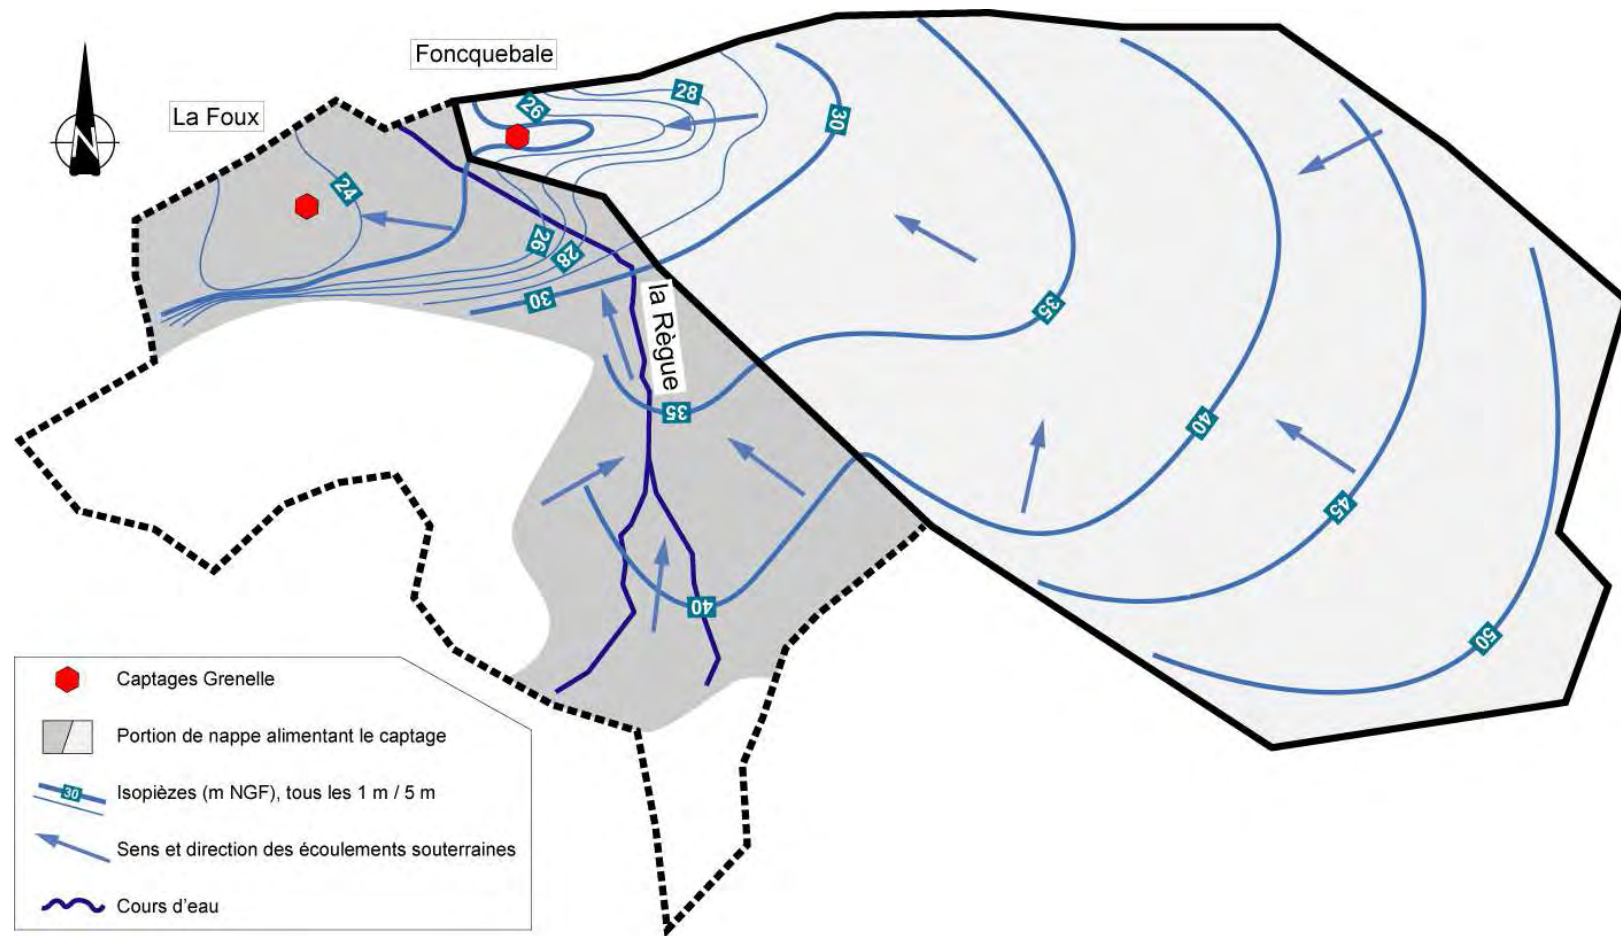 Foncquebale
La Foux
N
26
28
30
24
26
28
30
la Règue
35
35
40
45
40
50
Captages Grenelle
Portion de nappe alimentant le captage
30
Isopièzes (m NGF), tous les 1 m / 5 m
Sens et direction des écoulements souterraines
Cours d'eau